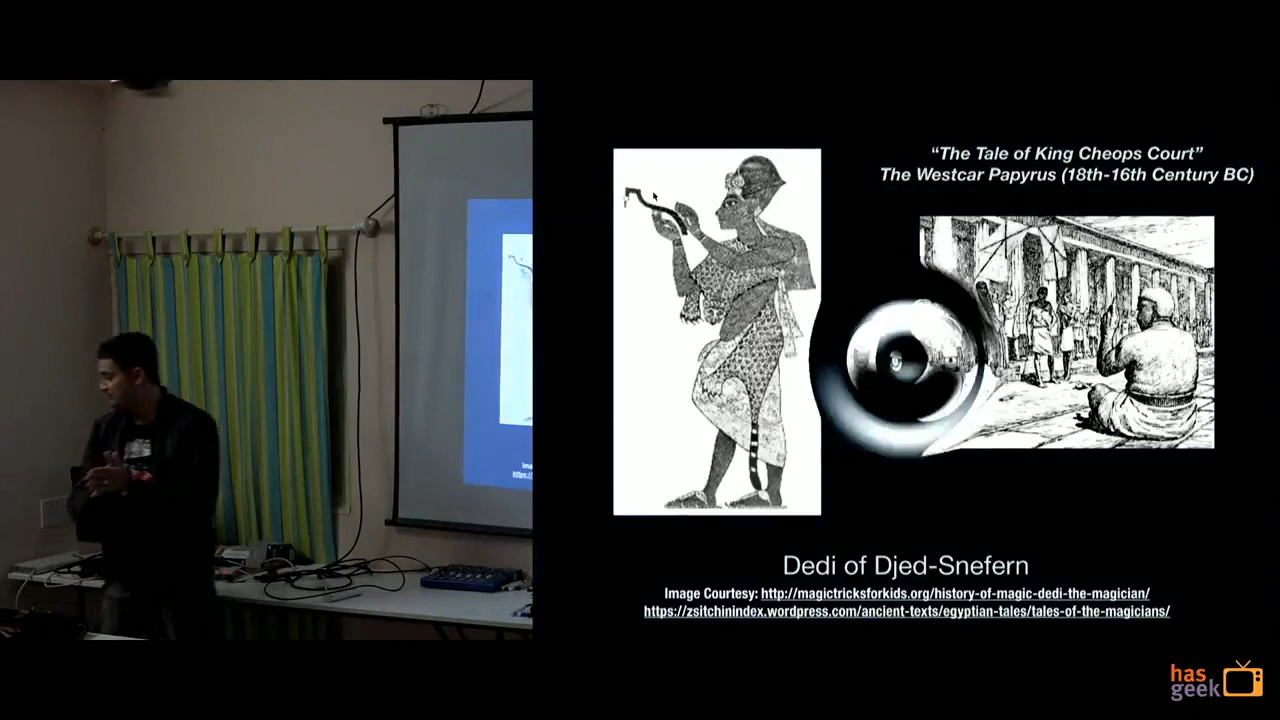 “The Tale of King Cheops Court”
The Westcar Papyrus (18th-16th Century BC)
Dedi of Djed-Snefern
Image Courtesy: http://magictricksforkids.org/history-of-magic-dedi-the-magician/
https://zsitchinindex.wordpress.com/ancient-texts/egyptian-tales/tales-of-the-magicians/
has
geek